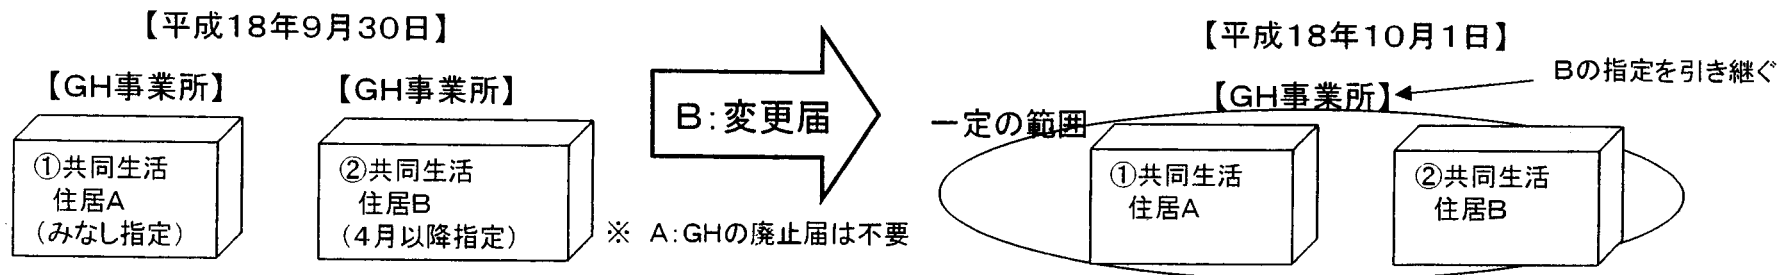 【平成18年9月30日】
【GH事業所】
①共同生活
住居A
(みなし指定)
【GH事業所】
②共同生活
住居B
(4月以降指定)
B:変更届
※ A:GHの廃止届は不要
【平成18年10月1日】
Bの指定を引き継ぐ
【GH事業所】
一定の範囲
①共同生活
住居A
②共同生活
住居B